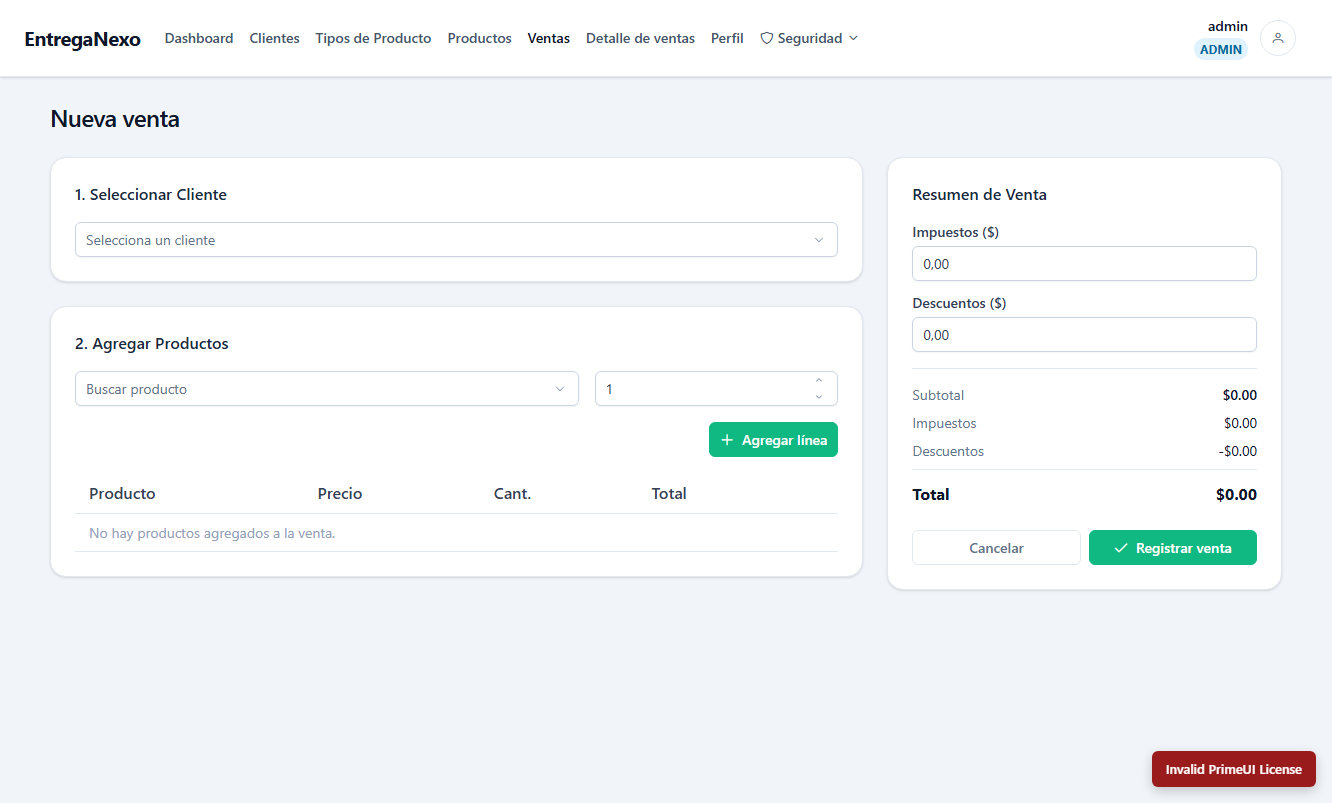 EntregaNexo Dashboard Clientes Tipos de Producto Productos Ventas Detalle de ventas Perfil Seguridad
admin
ADMIN
Nueva venta
1. Seleccionar Cliente
Selecciona un cliente
2. Agregar Productos
Buscar producto 1
+ Agregar línea
Producto Precio Cant. Total
No hay productos agregados a la venta.
Resumen de Venta
Impuestos ($)
0,00
Descuentos ($)
0,00
Subtotal $0.00
Impuestos $0.00
Descuentos -$0.00
Total $0.00
Cancelar Registrar venta
Invalid PrimeUI License